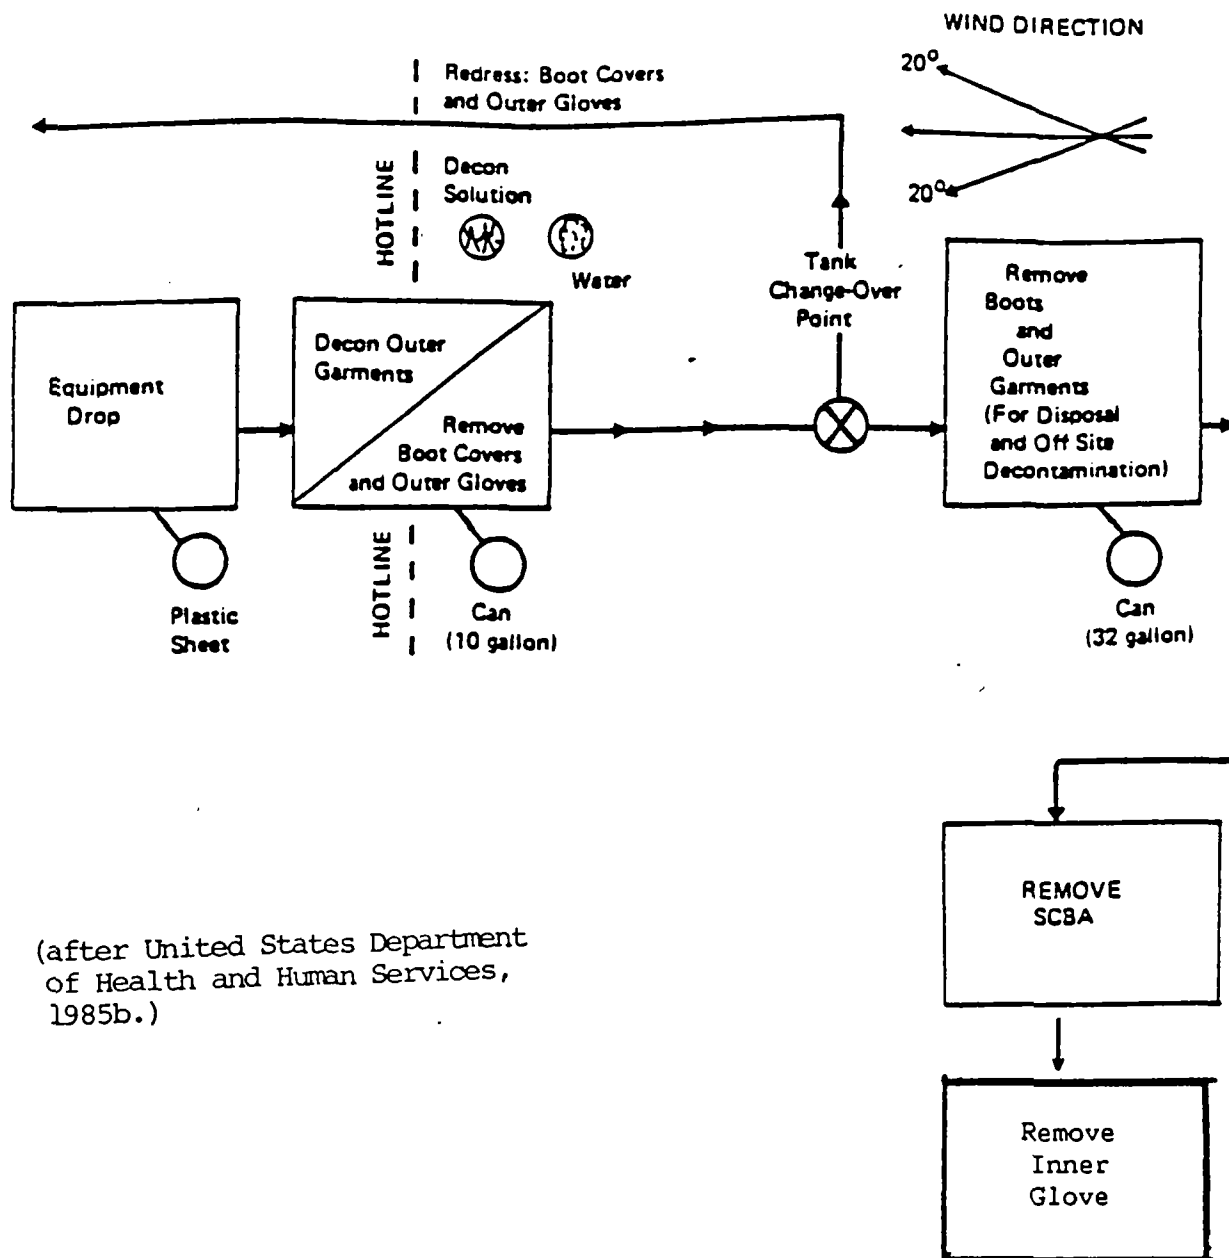 WIND DIRECTION
20°
20°
Redress: Boot Covers
and Outer Gloves
HOTLINE
Decon
Solution
Water
Tank
Change-Over
Point
Equipment
Drop
Decon Outer
Garments
Remove
Boot Covers
and Outer Gloves
Remove
Boots
and
Outer
Garments
(For Disposal
and Off Site
Decontamination)
Plastic
Sheet
HOTLINE
Can
(10 gallon)
Can
(32 gallon)
REMOVE
SCBA
(after United States Department
of Health and Human Services,
1985b.)
Remove
Inner
Glove